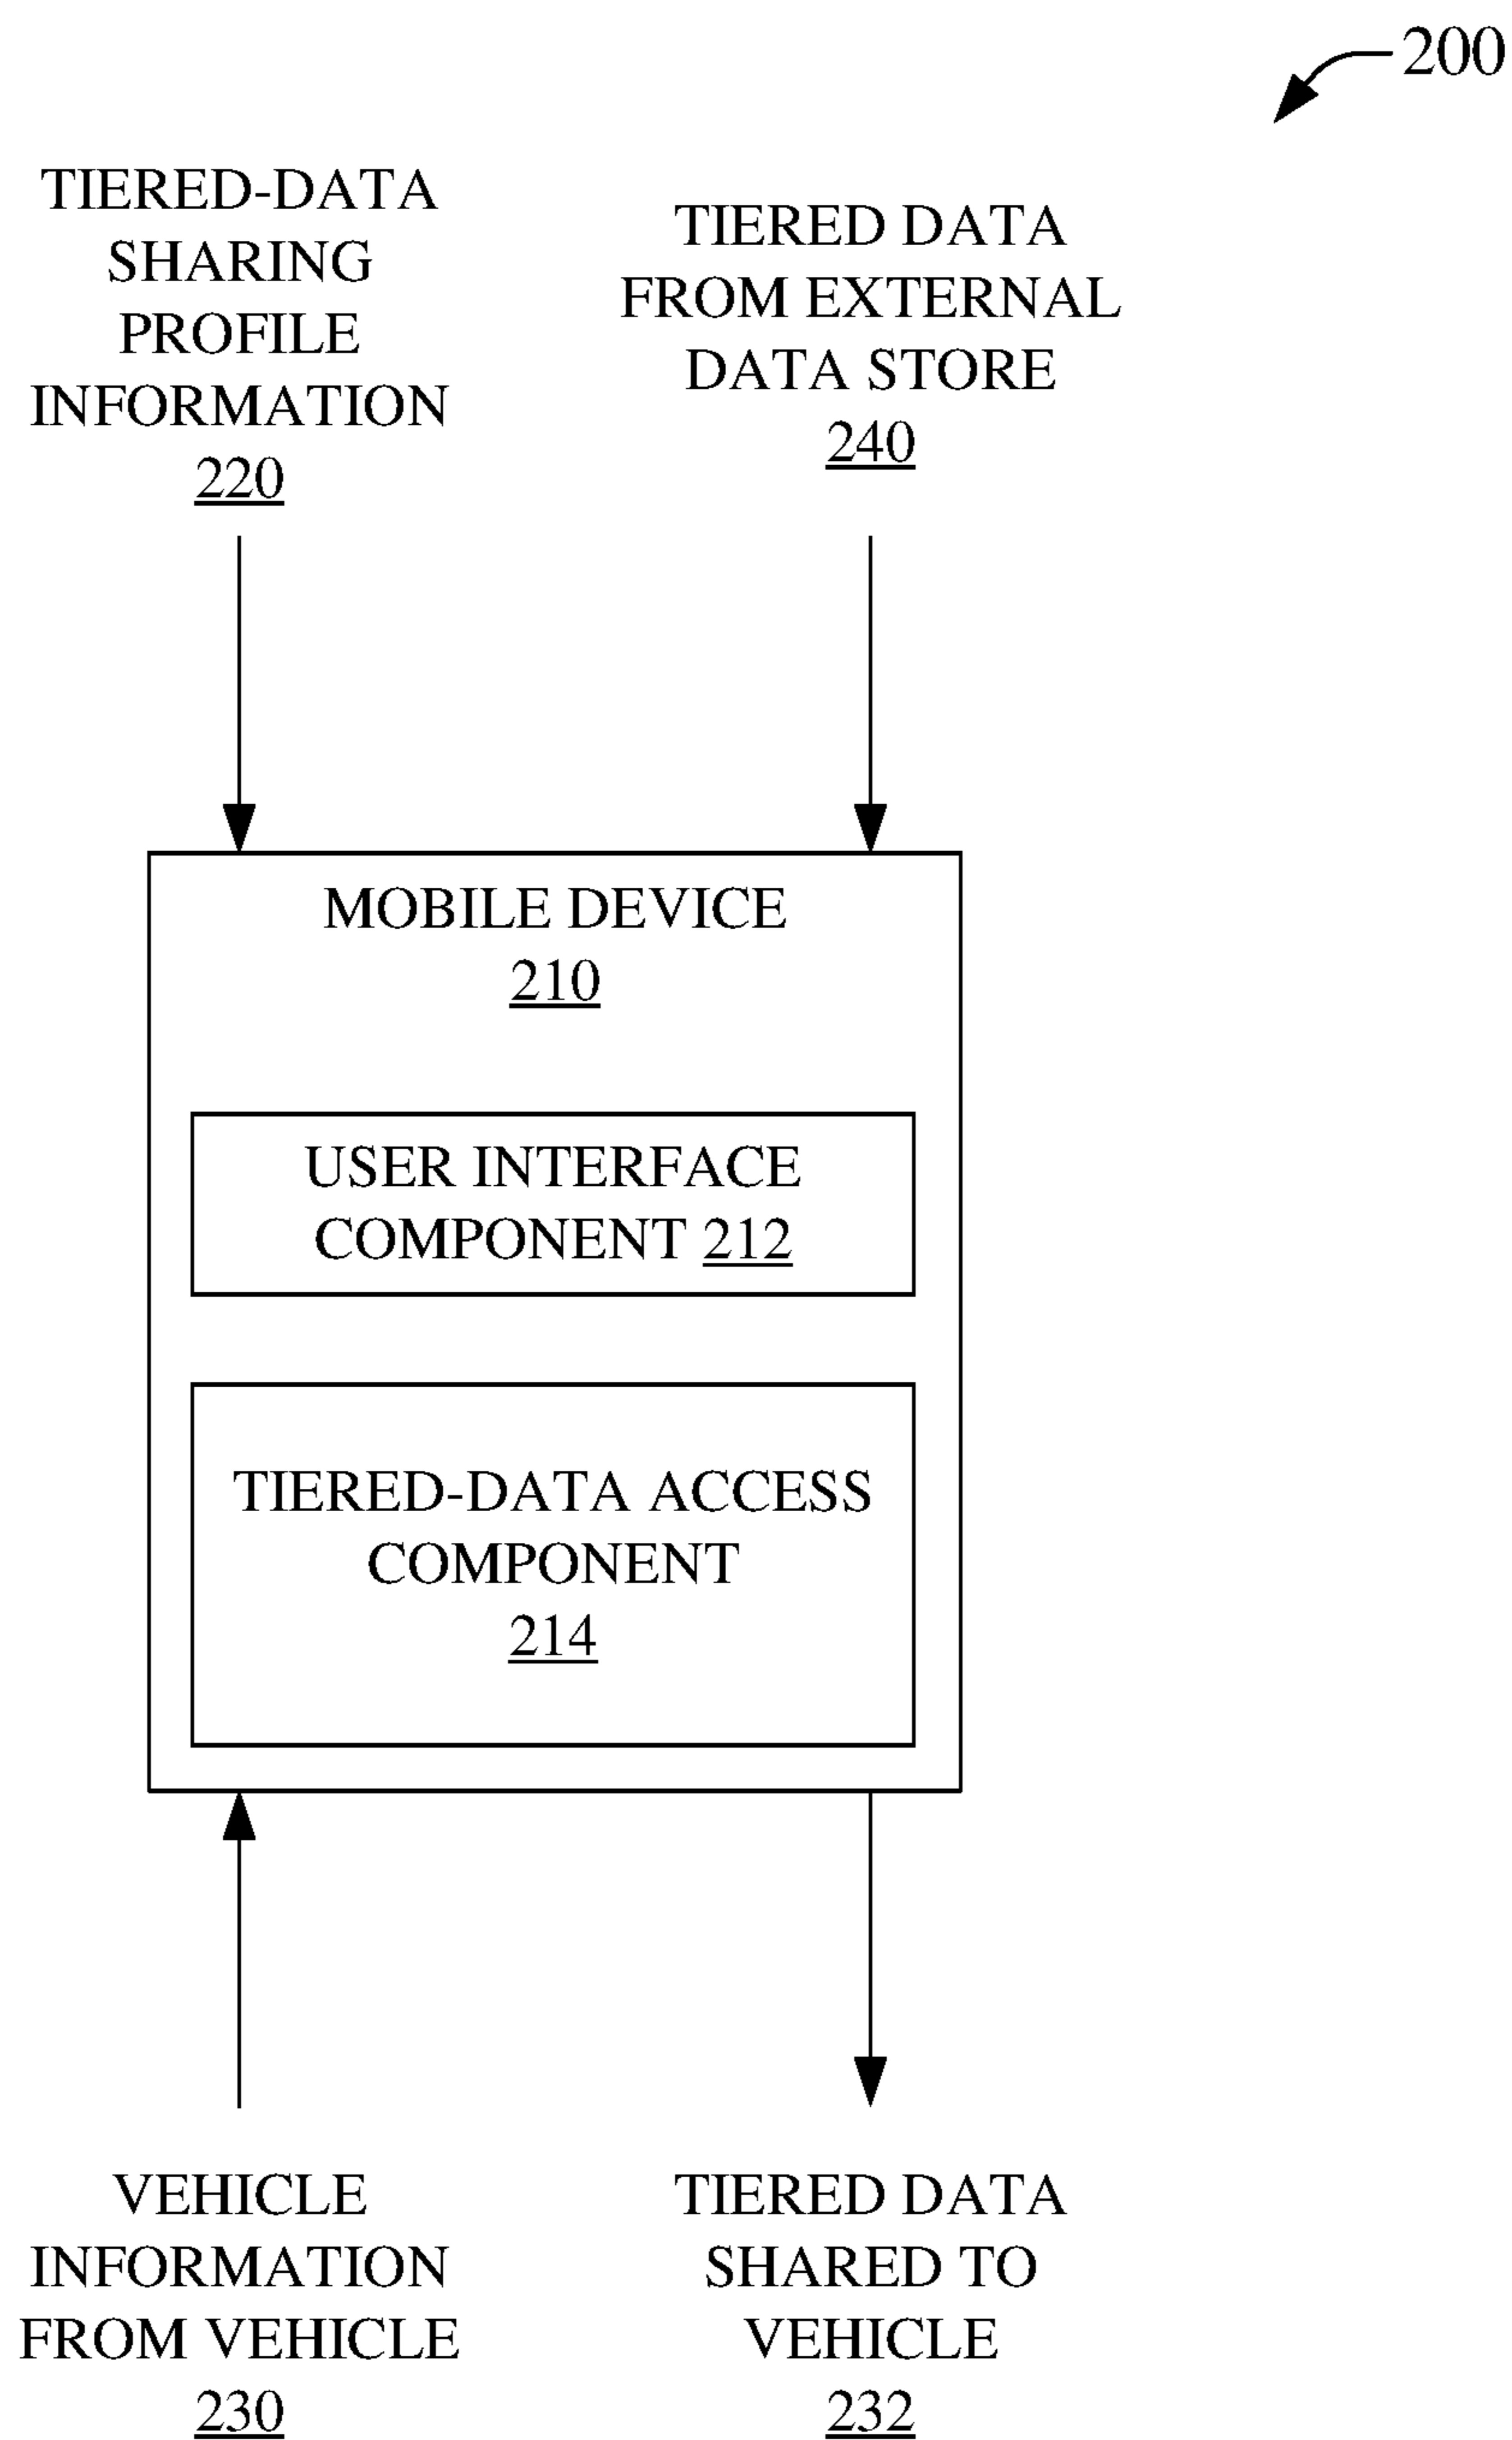 200
TIERED-DATA
SHARING
PROFILE
INFORMATION
220
TIERED DATA
FROM EXTERNAL
DATA STORE
240
MOBILE DEVICE
210
USER INTERFACE
COMPONENT 212
TIERED-DATA ACCESS
COMPONENT
214
VEHICLE
INFORMATION
FROM VEHICLE
230
TIERED DATA
SHARED TO
VEHICLE
232